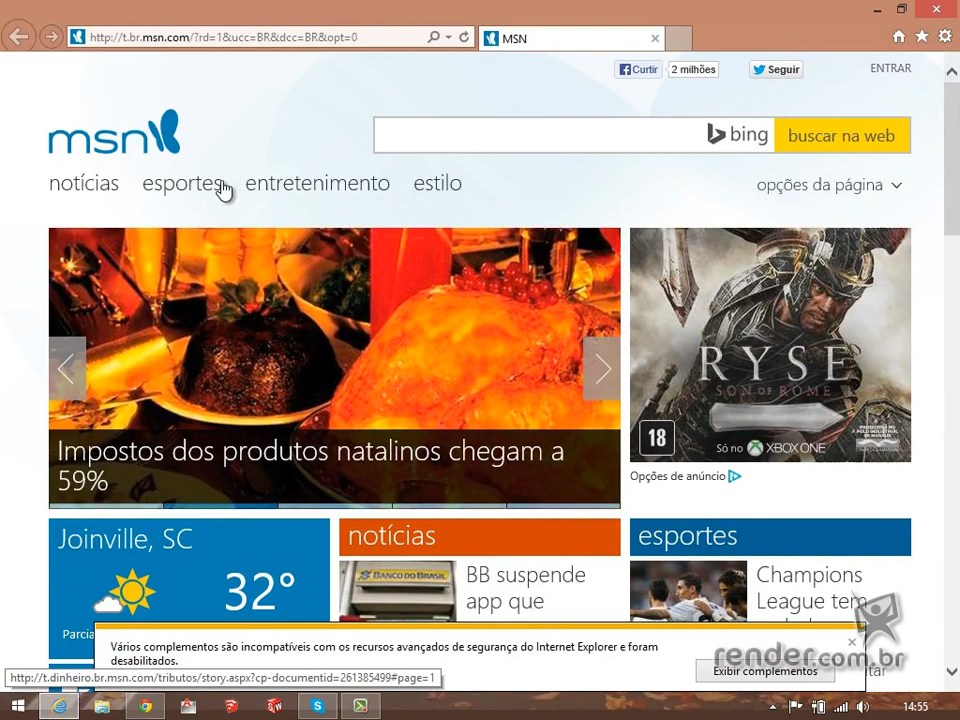 http://t.br.msn.com/?rd=1&ucc=BR&dcc=BR&opt=0
MSN
Curtir
2 milhões
Seguir
ENTRAR
msn
bing
buscar na web
notícias
esportes
entretenimento
estilo
opções da página
Impostos dos produtos natalinos chegam a
59%
RYSE
SON OF ROME
18
Só no XBOX ONE
Opções de anúncio
Joinville, SC
32°
Parcia
notícias
BANCO DO BRASIL
BB suspende
app que
esportes
Champions
League tem
Vários complementos são incompatíveis com os recursos avançados de segurança do Internet Explorer e foram
desabilitados.
Exibir complementos
render.com.br
http://t.dinheiro.br.msn.com/tributos/story.aspx?cp-documentid=261385499#page=1
14:55